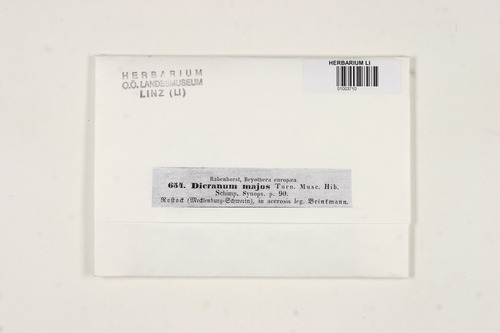 HERBARIUM
O.Ö. LANDESMUSEUM
LINZ (LI)
HERBARIUM LI
01003710
Rabenhorst, Bryotheca europaea
654. Dicranum majos Turn. Musc. Hib.
Schimp. Synops. p. 90.
Rostock (Mecklenburg-Schwerin), in acerosis leg. Brinkmann.